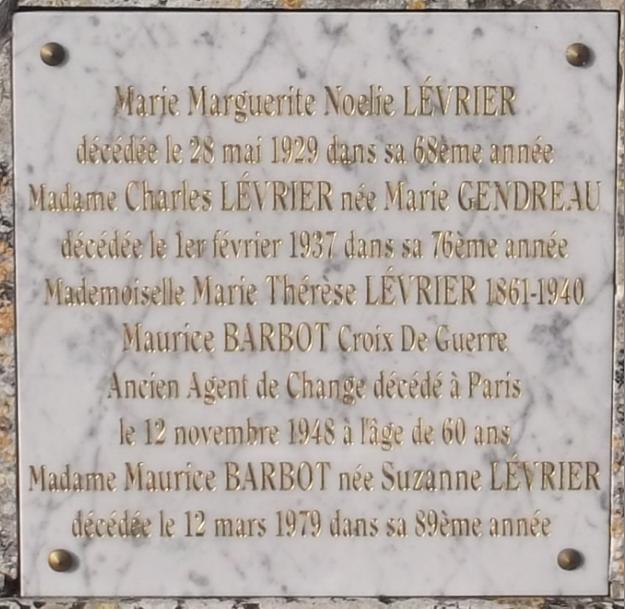 Marie Marguerite Noelie LÉVRIER
décédée le 28 mai 1929 dans sa 68ème année
Madame Charles LÉVRIER née Marie GENDREAU
décédée le 1er février 1937 dans sa 76ème année
Mademoiselle Marie Thérèse LÉVRIER 1861-1940
Maurice BARBOT Croix De Guerre
Ancien Agent de Change décédé à Paris
le 12 novembre 1948 à l'âge de 60 ans
Madame Maurice BARBOT née Suzanne LÉVRIER
décédée le 12 mars 1979 dans sa 89ème année